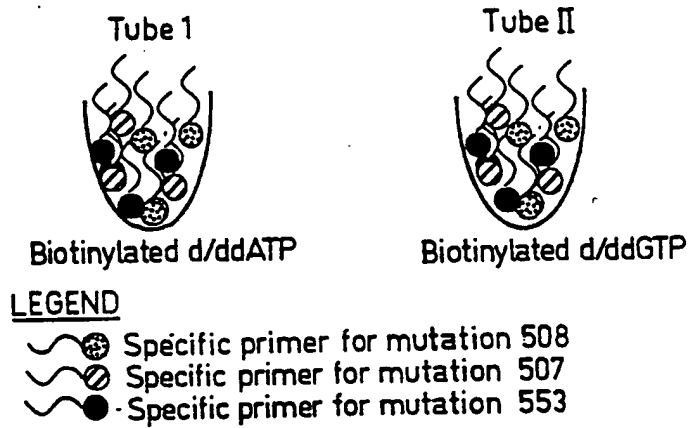 Tube 1
Tube II
Biotinylated d/ddATP
Biotinylated d/ddGTP
LEGEND
Specific primer for mutation 508
Specific primer for mutation 507
Specific primer for mutation 553